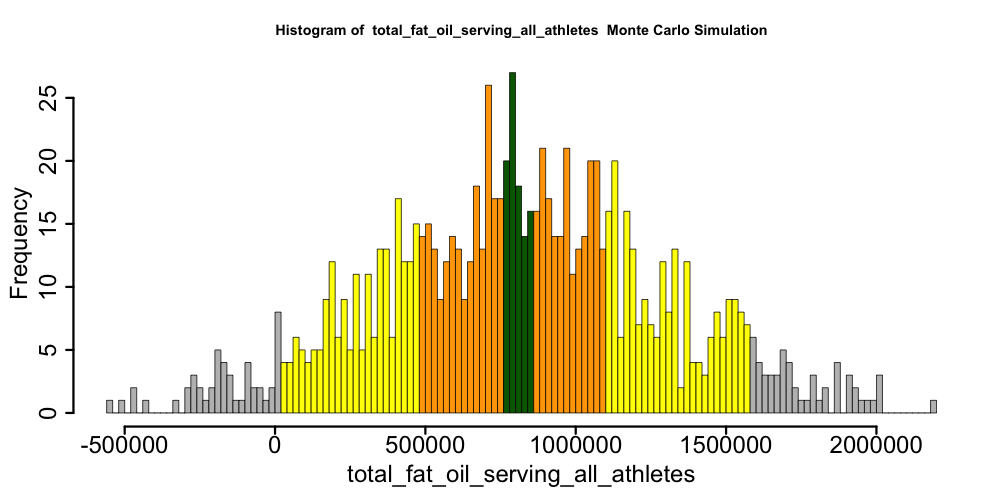 Histogram of total_fat_oil_serving_all_athletes Monte Carlo Simulation
Frequency
25
20
15
10
5
0
-500000 0 500000 1000000 1500000 2000000
total_fat_oil_serving_all_athletes